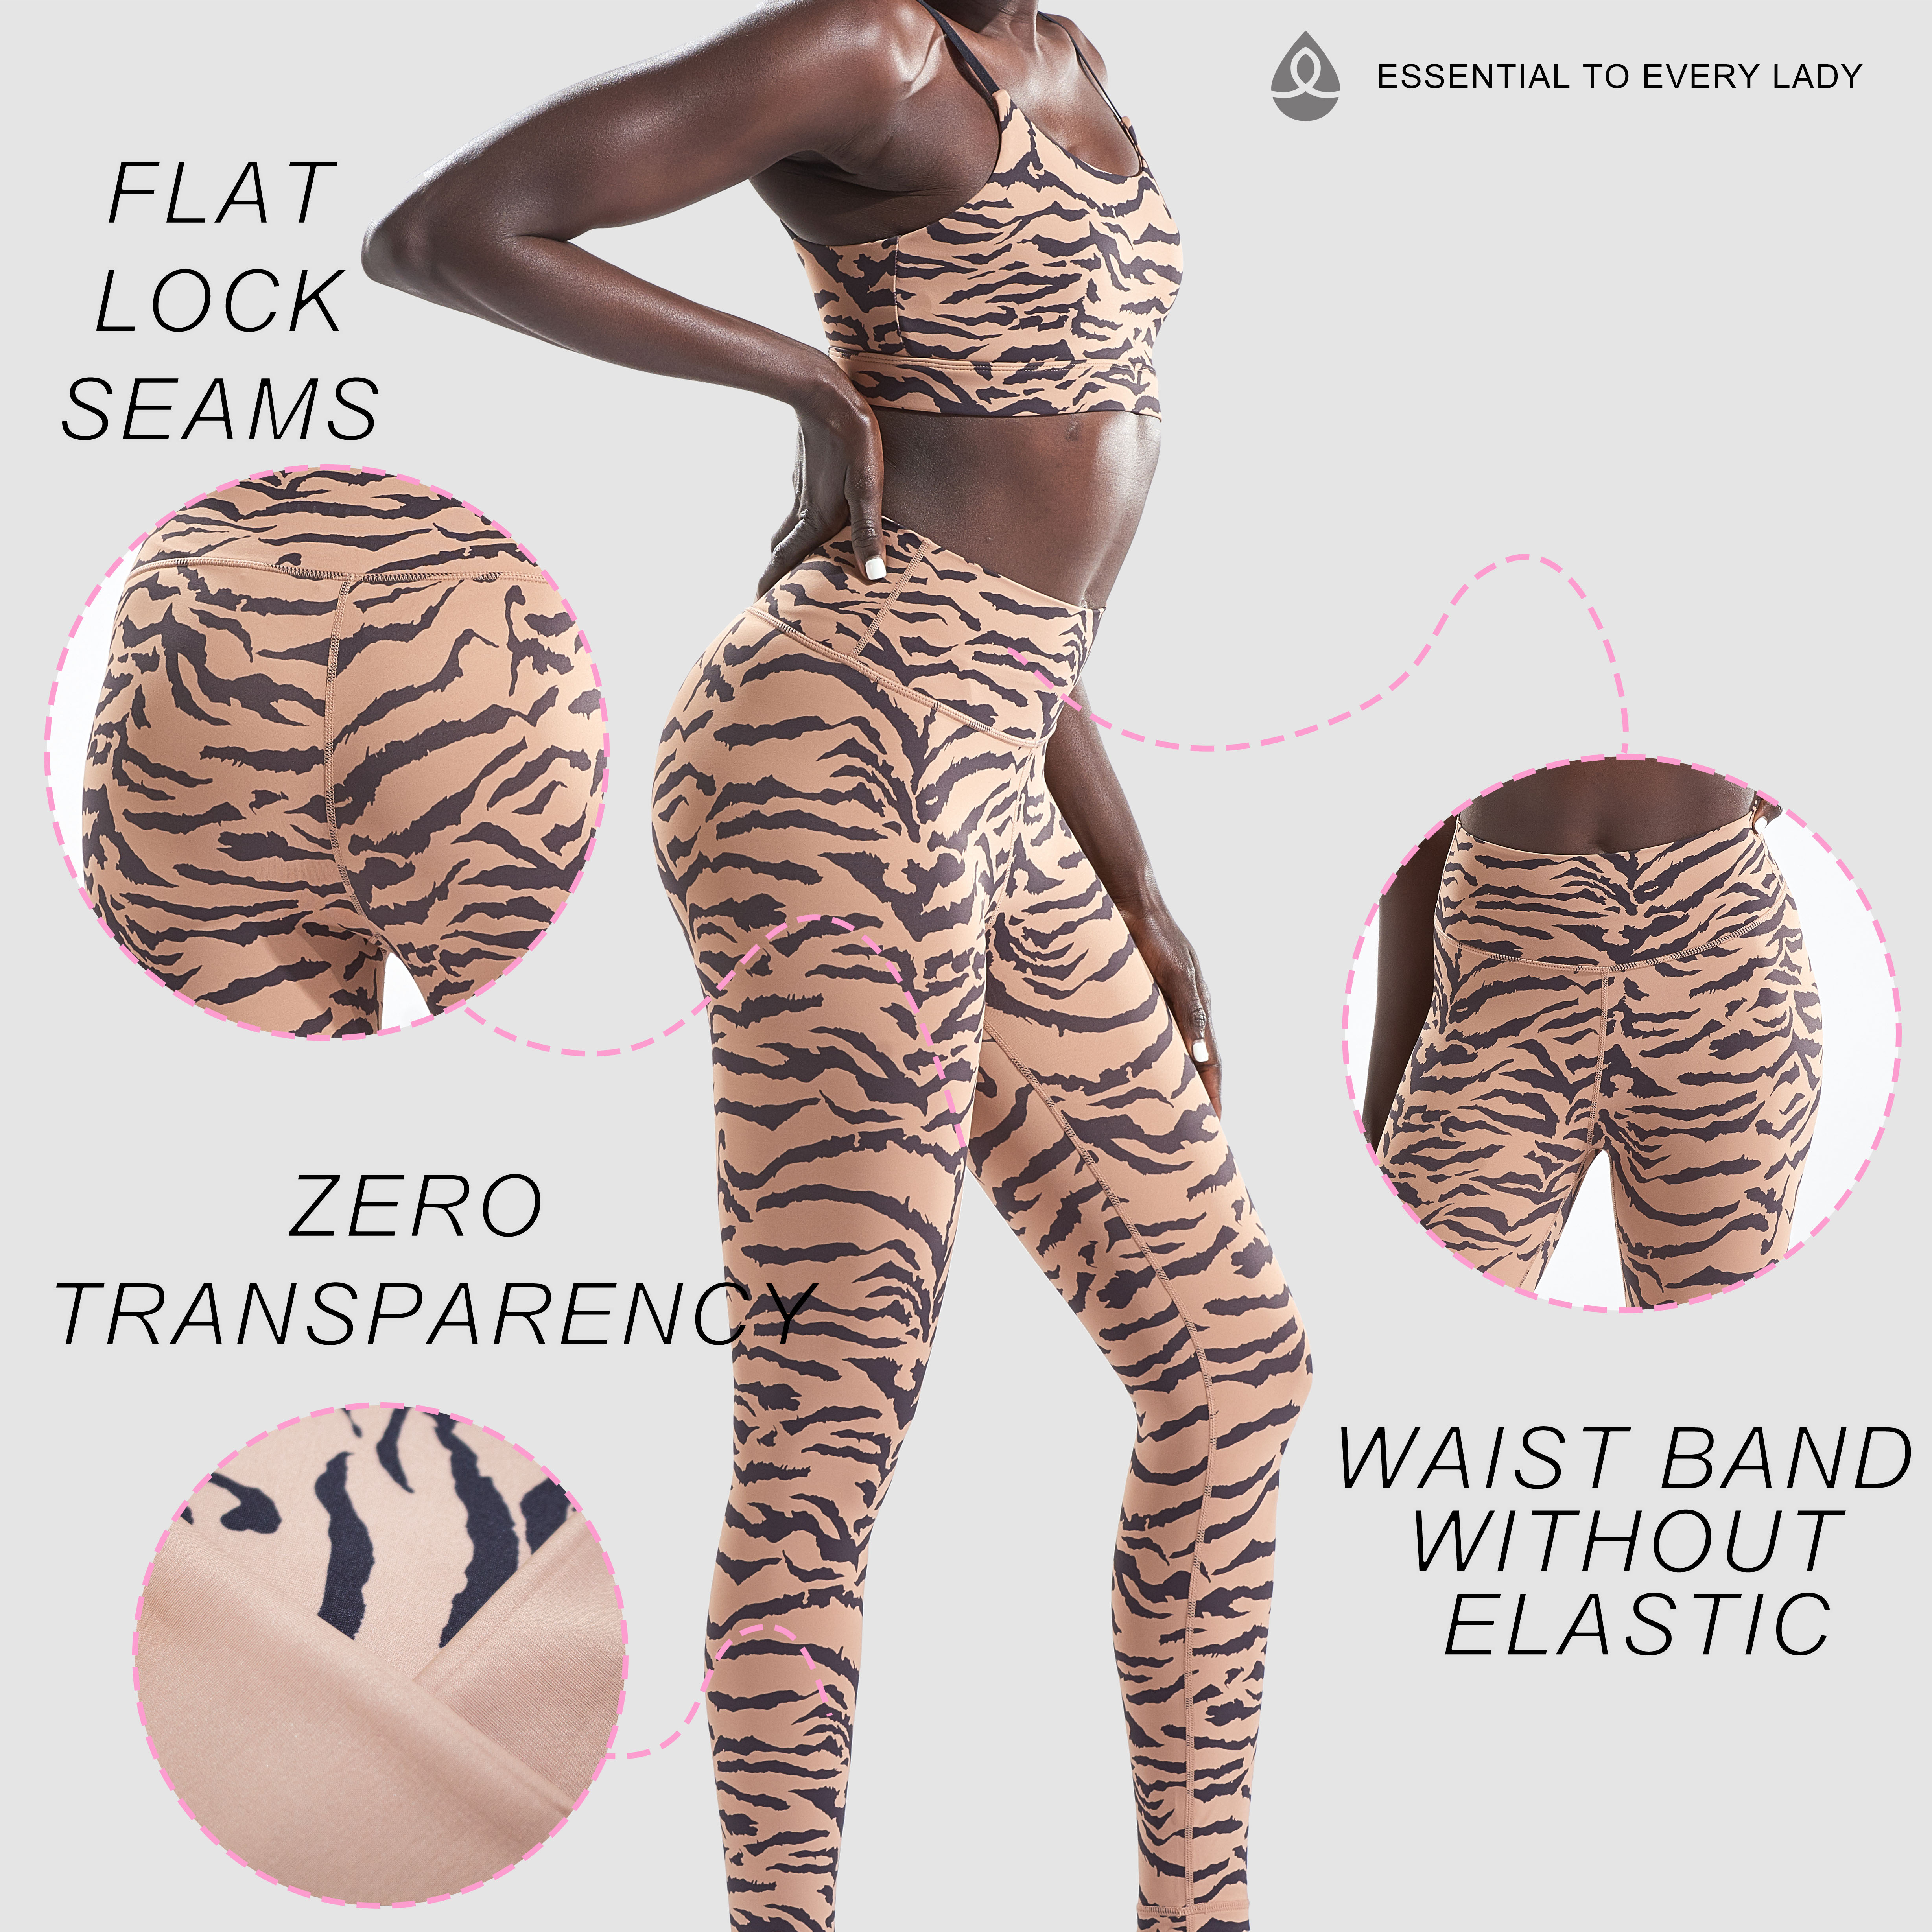 ESSENTIAL TO EVERY LADY
FLAT
LOCK
SEAMS
ZERO
TRANSPARENCY
WAIST BAND
WITHOUT
ELASTIC